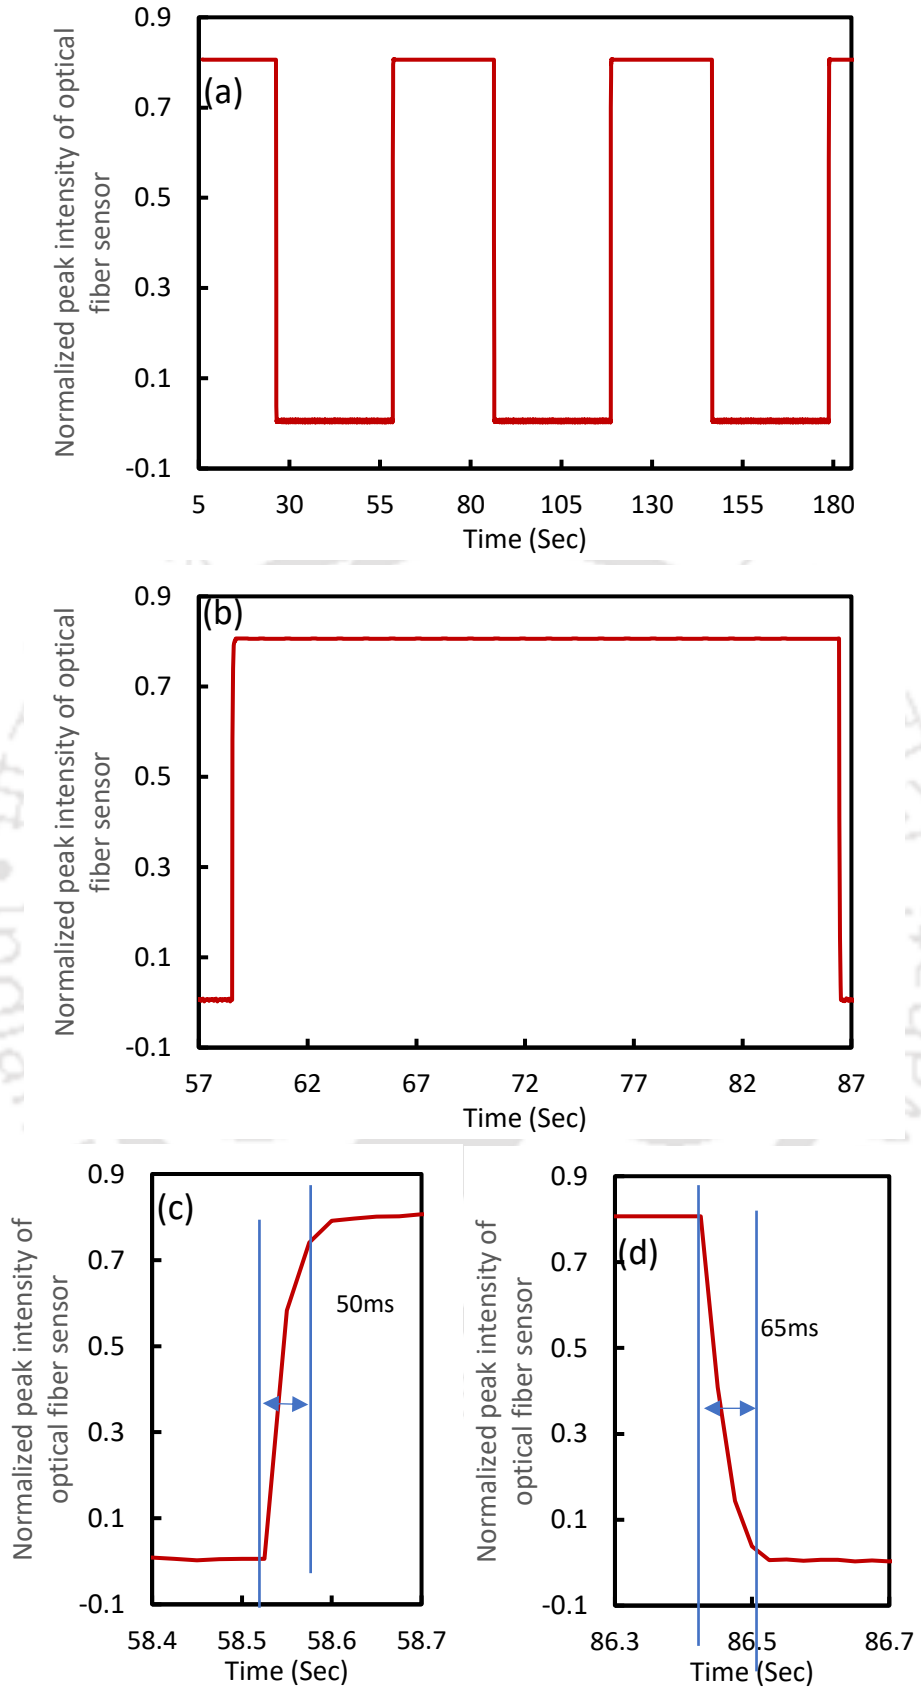 Normalized peak intensity of optical
fiber sensor
0.9
0.7
0.5
0.3
0.1
-0.1
(a)
5 30 55 80 105 130 155 180
Time (Sec)
Normalized peak intensity of optical
fiber sensor
0.9
0.7
0.5
0.3
0.1
-0.1
(b)
57 62 67 72 77 82 87
Time (Sec)
Normalized peak intensity of
optical fiber sensor
0.9
0.7
0.5
0.3
0.1
-0.1
(c)
50ms
58.4 58.5 58.6 58.7
Time (Sec)
Normalized peak intensity of
optical fiber sensor
0.9
0.7
0.5
0.3
0.1
-0.1
(d)
65ms
86.3 86.5 86.7
Time (Sec)